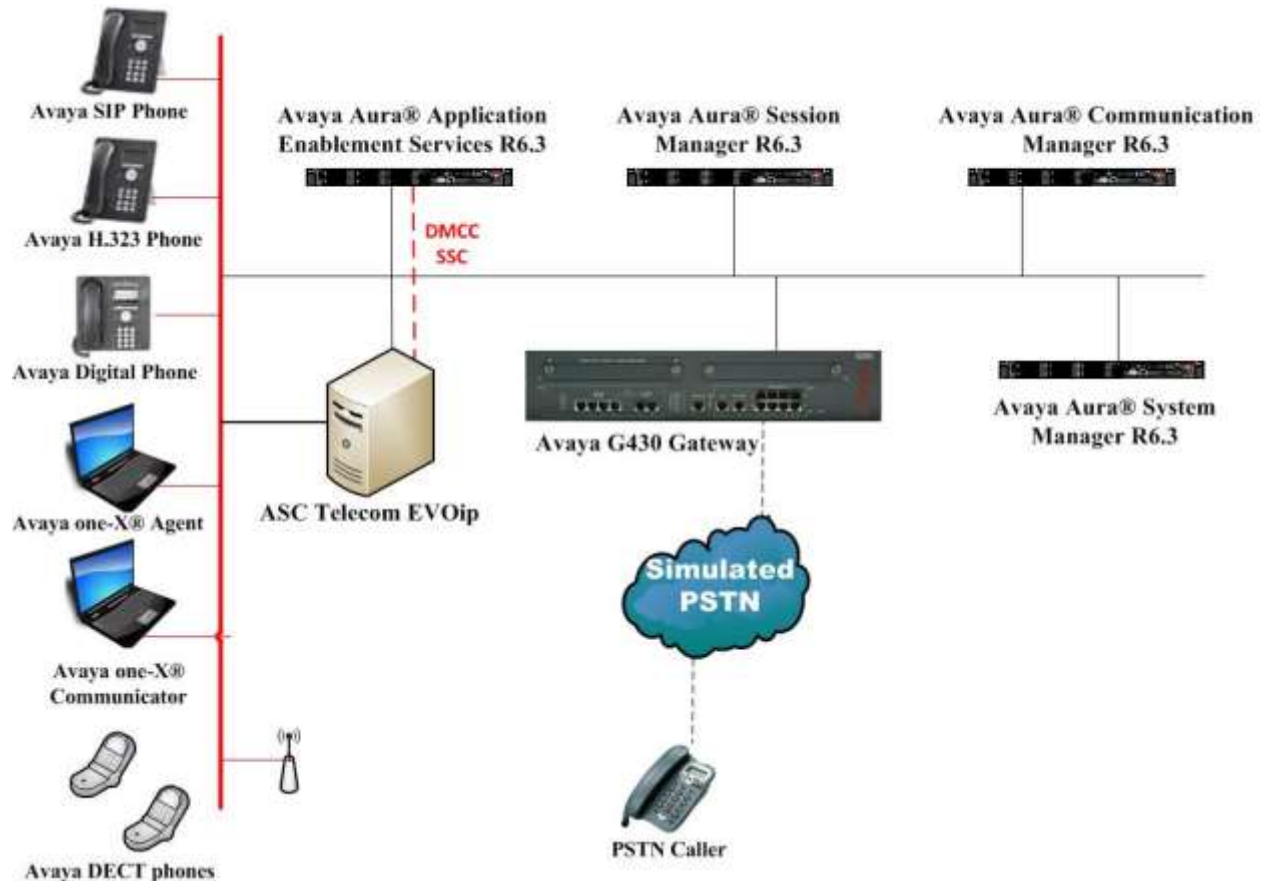 Avaya SIP Phone
Avaya H.323 Phone
Avaya Digital Phone
Avaya one-X® Agent
Avaya one-X®
Communicator
Avaya DECT phones
Avaya Aura® Application
Enablement Services R6.3
Avaya Aura® Session
Manager R6.3
Avaya Aura® Communication
Manager R6.3
DMCC
SSC
ASC Telecom EVOip
Avaya G430 Gateway
Avaya Aura® System
Manager R6.3
Simulated
PSTN
PSTN Caller